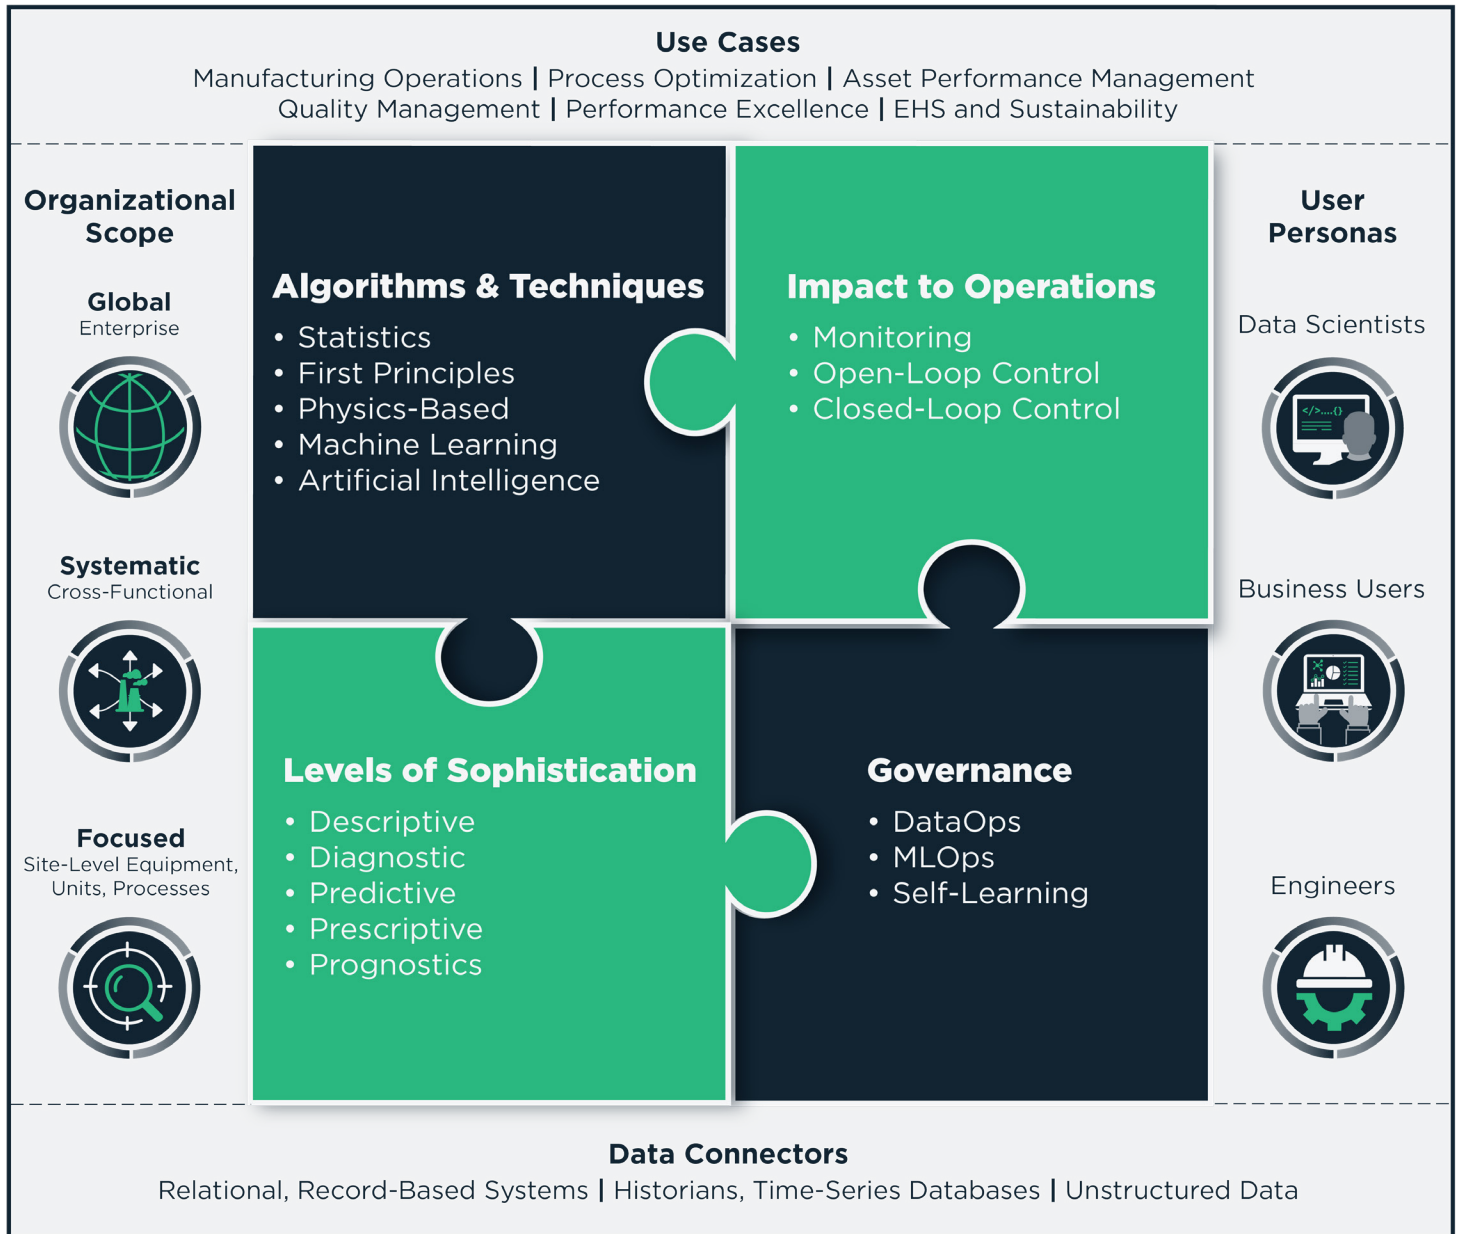 Use Cases
Manufacturing Operations | Process Optimization | Asset Performance Management
Quality Management | Performance Excellence | EHS and Sustainability
Organizational
Scope
Global
Enterprise
Systematic
Cross-Functional
Focused
Site-Level Equipment,
Units, Processes
Algorithms & Techniques
• Statistics
• First Principles
• Physics-Based
• Machine Learning
• Artificial Intelligence
Impact to Operations
• Monitoring
• Open-Loop Control
• Closed-Loop Control
Levels of Sophistication
• Descriptive
• Diagnostic
• Predictive
• Prescriptive
• Prognostics
Governance
• DataOps
• MLOps
• Self-Learning
User
Personas
Data Scientists
</>....{}
Business Users
Engineers
Data Connectors
Relational, Record-Based Systems | Historians, Time-Series Databases | Unstructured Data